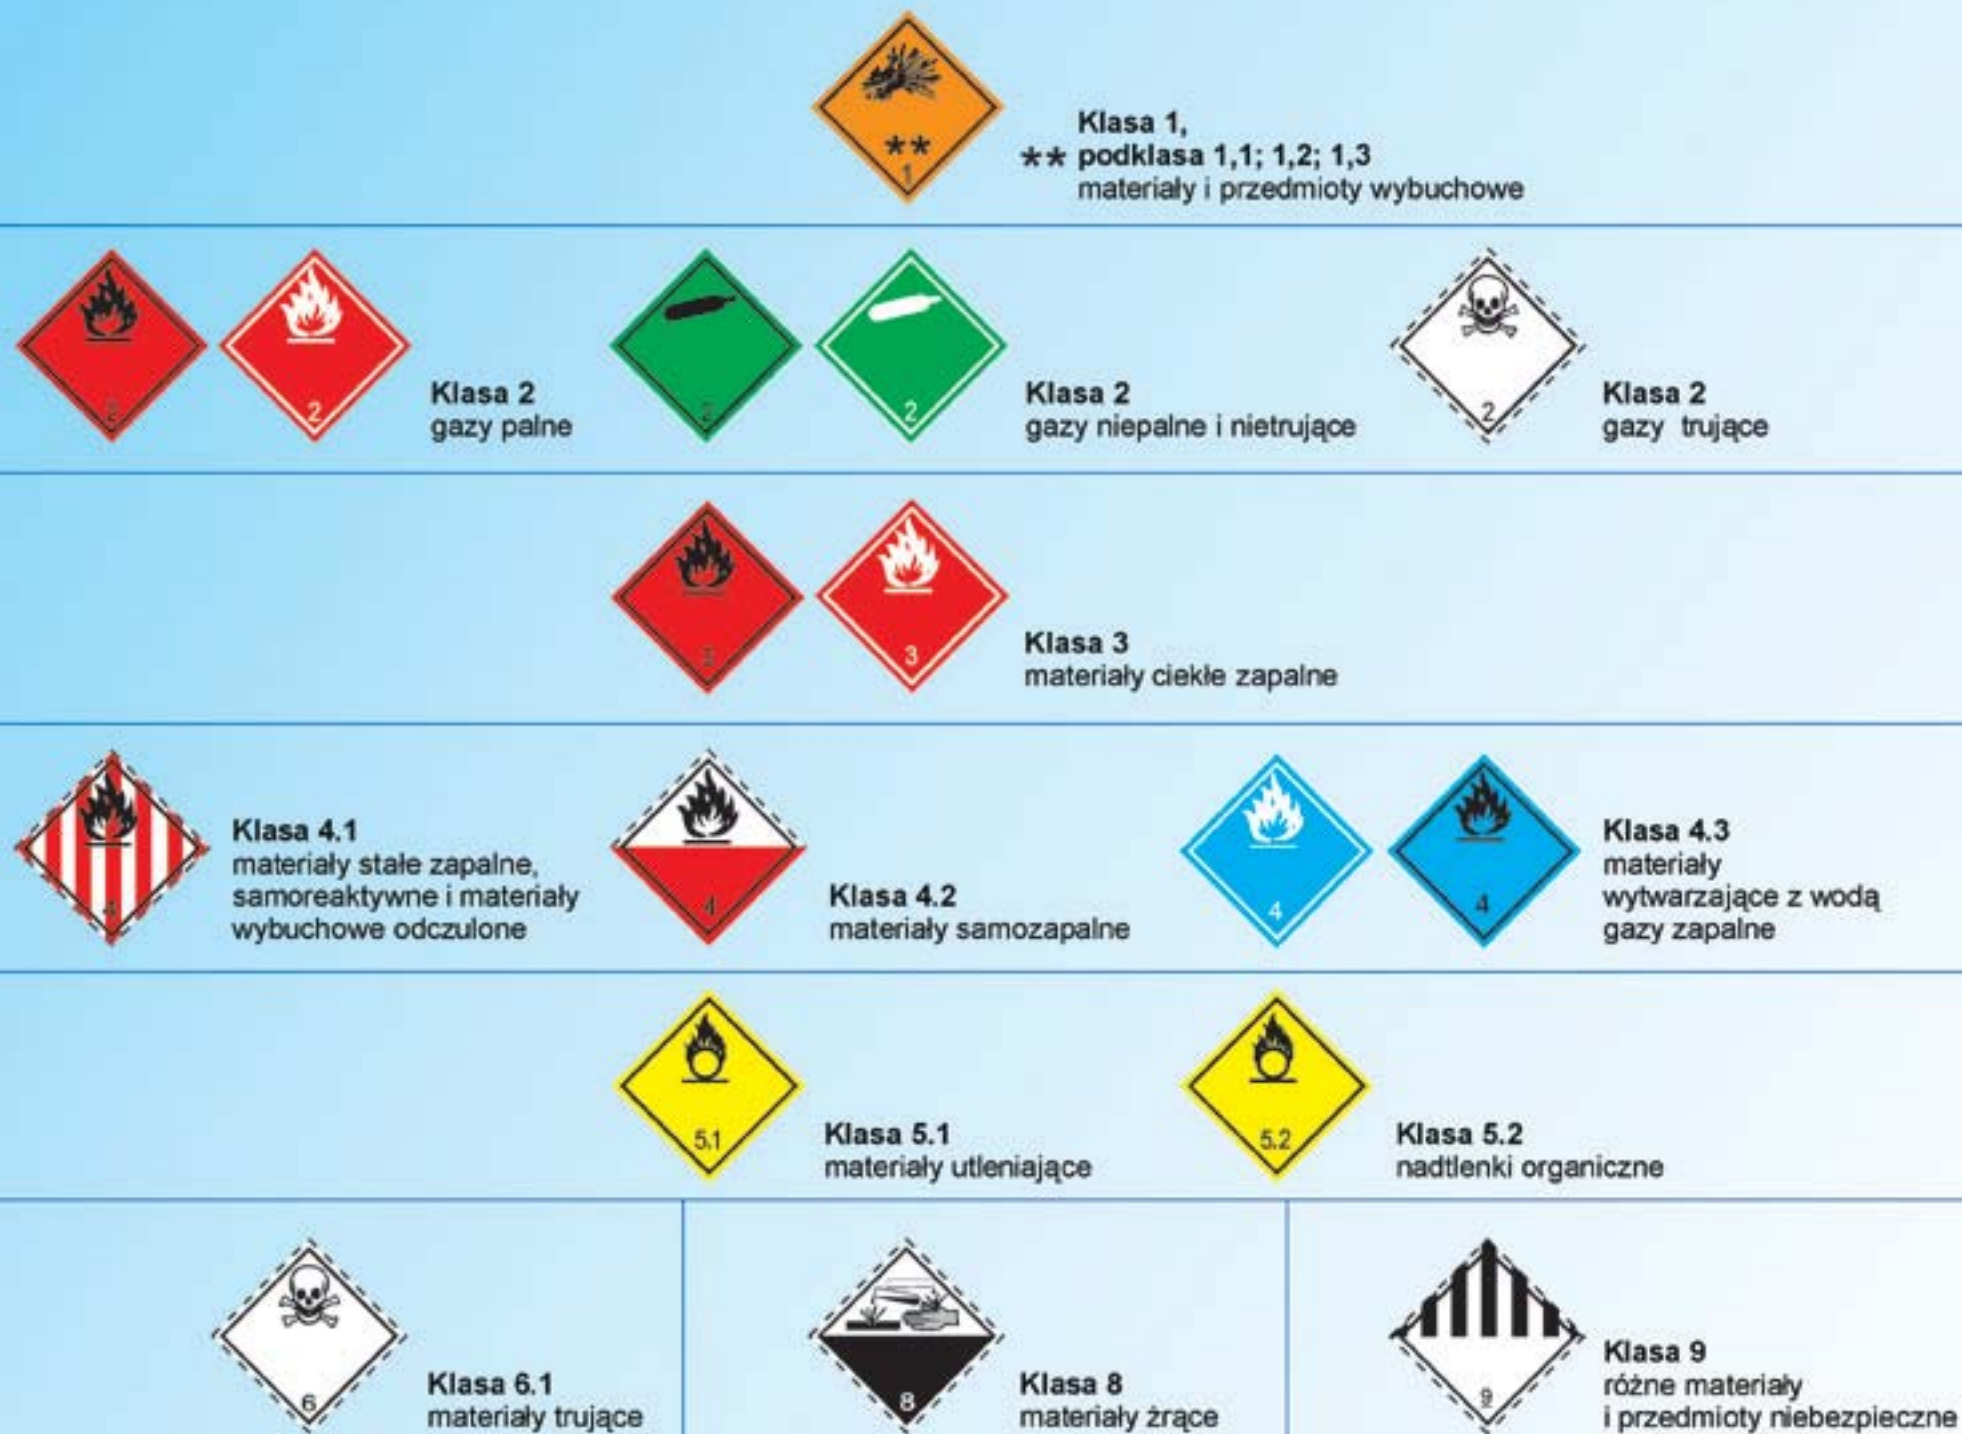 **
1
Klasa 1,
** podklasa 1,1; 1,2; 1,3
materiały i przedmioty wybuchowe
2
2
Klasa 2
gazy palne
2
2
Klasa 2
gazy niepalne i nietrujące
2
Klasa 2
gazy trujące
3
3
Klasa 3
materiały ciekłe zapalne
4
Klasa 4.1
materiały stałe zapalne,
samoreaktywne i materiały
wybuchowe odczulone
4
Klasa 4.2
materiały samozapalne
4
4
Klasa 4.3
materiały
wytwarzające z wodą
gazy zapalne
5.1
Klasa 5.1
materiały utleniające
5.2
Klasa 5.2
nadtlenki organiczne
6
Klasa 6.1
materiały trujące
8
Klasa 8
materiały żrące
9
Klasa 9
różne materiały
i przedmioty niebezpieczne